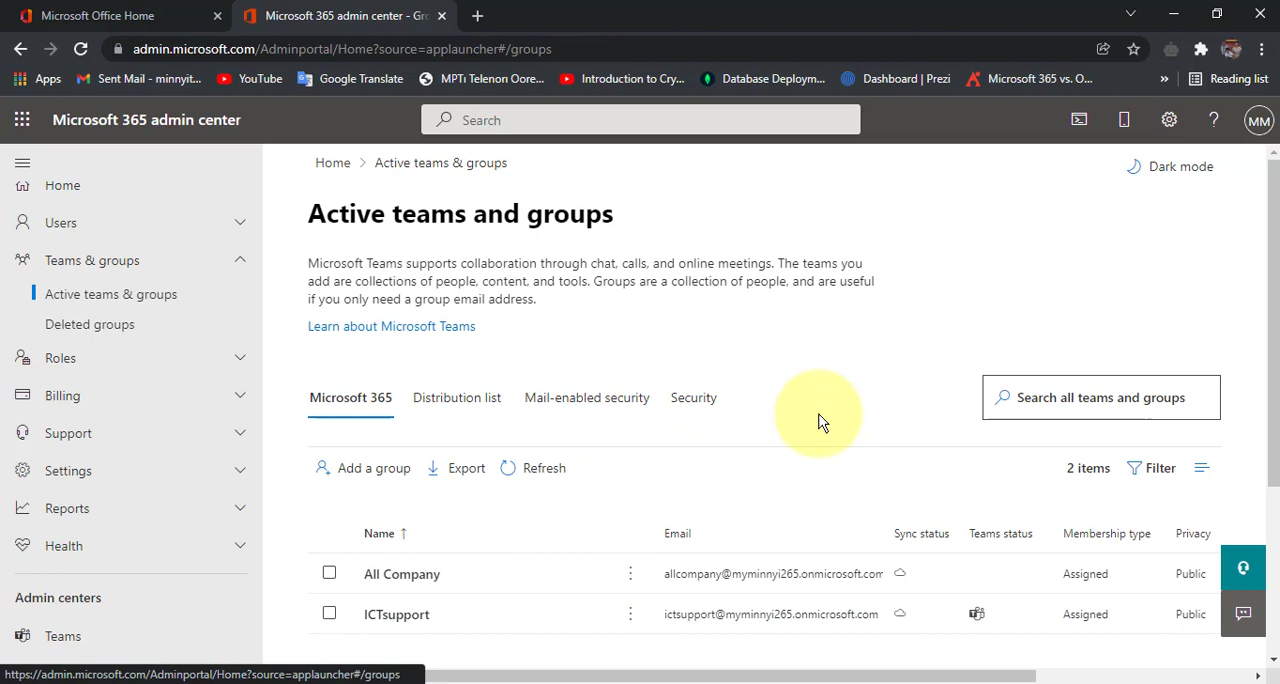 Microsoft Office Home
Microsoft 365 admin center - Gro
admin.microsoft.com/Adminportal/Home?source=applauncher#/groups
Apps
Sent Mail - minnyit...
YouTube
Google Translate
MPTi Telenon Oore...
Introduction to Cry...
Database Deploym...
Dashboard | Prezi
Microsoft 365 vs. O...
»
Reading list
Microsoft 365 admin center
Search
?
MM
Home
Users
Teams & groups
Active teams & groups
Deleted groups
Roles
Billing
Support
Settings
Reports
Health
Admin centers
Teams
Home > Active teams & groups
Dark mode
Active teams and groups
Microsoft Teams supports collaboration through chat, calls, and online meetings. The teams you
add are collections of people, content, and tools. Groups are a collection of people, and are useful
if you only need a group email address.
Learn about Microsoft Teams
Microsoft 365
Distribution list
Mail-enabled security
Security
Search all teams and groups
Add a group
Export
Refresh
2 items
Filter
Name ↑
Email
Sync status
Teams status
Membership type
Privacy
All Company
allcompany@myminnyi265.onmicrosoft.com
Assigned
Public
ICTsupport
ictsupport@myminnyi265.onmicrosoft.com
Assigned
Public
https://admin.microsoft.com/Adminportal/Home?source=applauncher#/groups